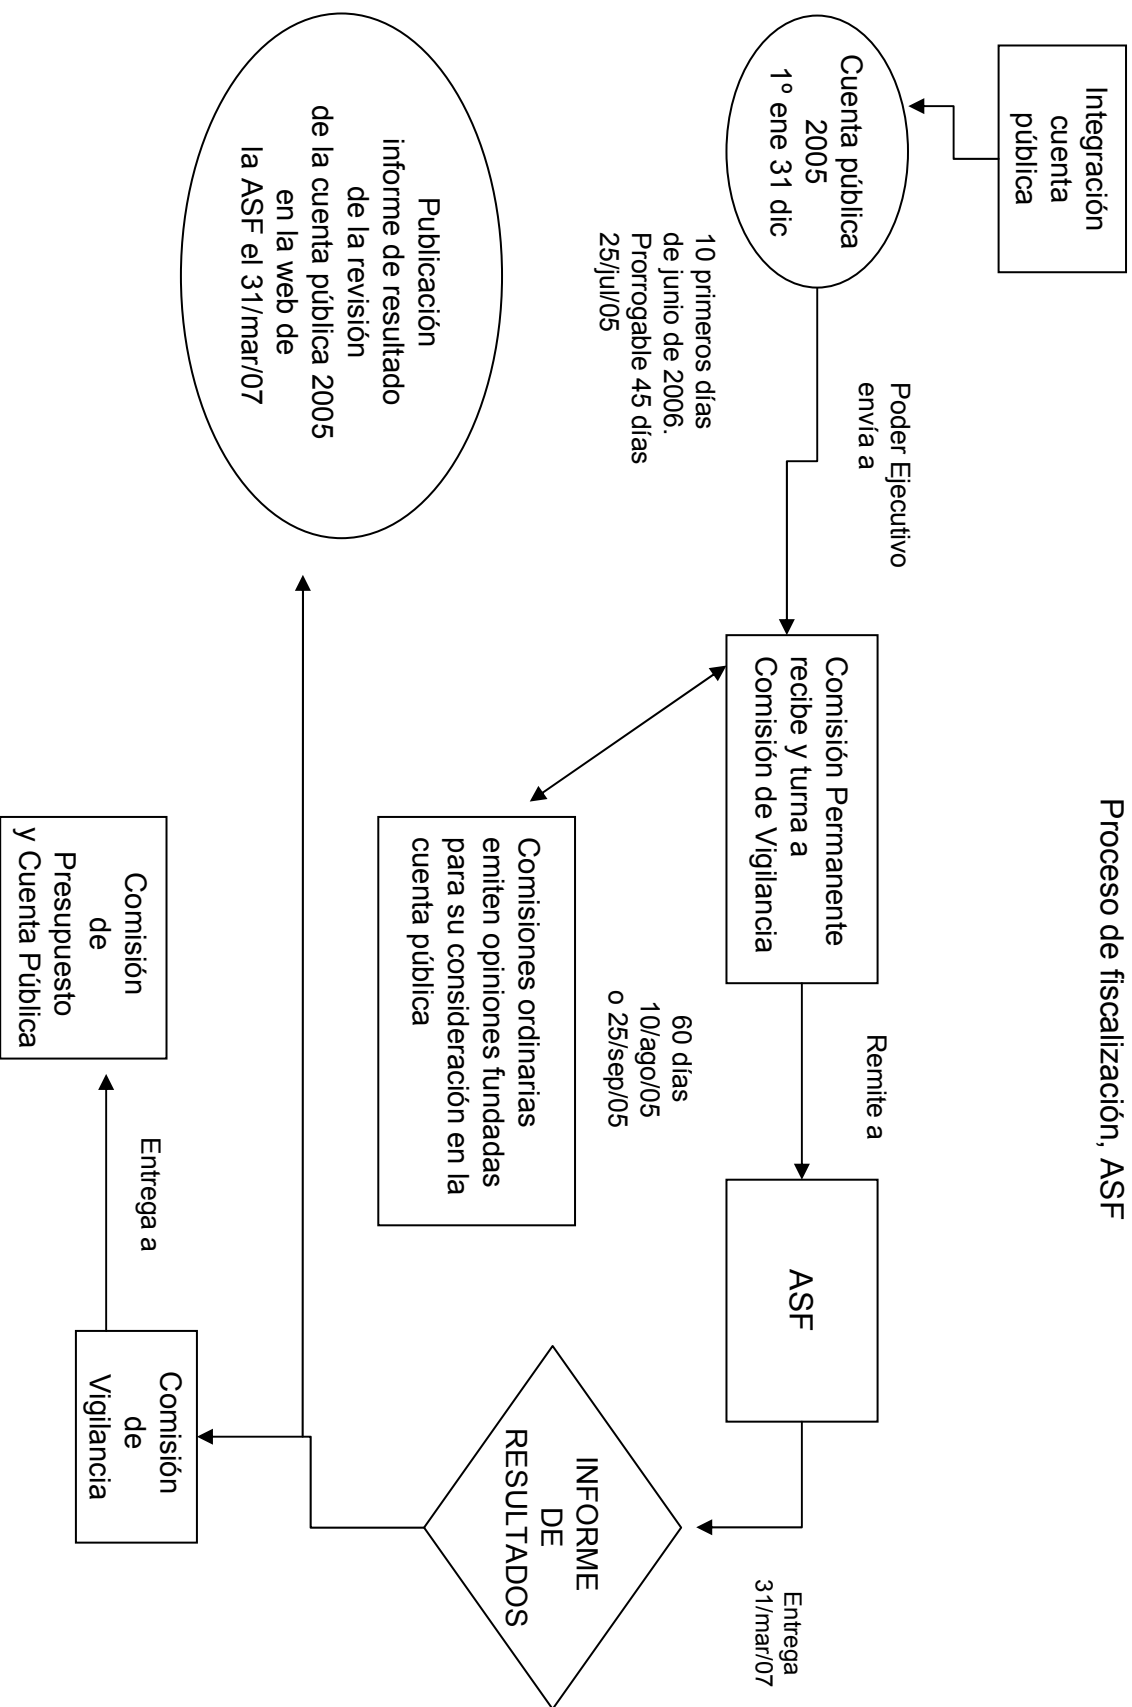 Proceso de fiscalización, ASF
Integración
cuenta
pública
Cuenta pública
2005
1º ene 31 dic
Poder Ejecutivo
envía a
10 primeros días
de junio de 2006.
Prorrogable 45 días
25/jul/05
Comisión Permanente
recibe y turna a
Comisión de Vigilancia
Remite a
ASF
Entrega
31/mar/07
60 días
10/ago/05
o 25/sep/05
Comisiones ordinarias
emiten opiniones fundadas
para su consideración en la
cuenta pública
INFORME
DE
RESULTADOS
Publicación
informe de resultado
de la revisión
de la cuenta pública 2005
en la web de
la ASF el 31/mar/07
Comisión
de
Vigilancia
Entrega a
Comisión
de
Presupuesto
y Cuenta Pública